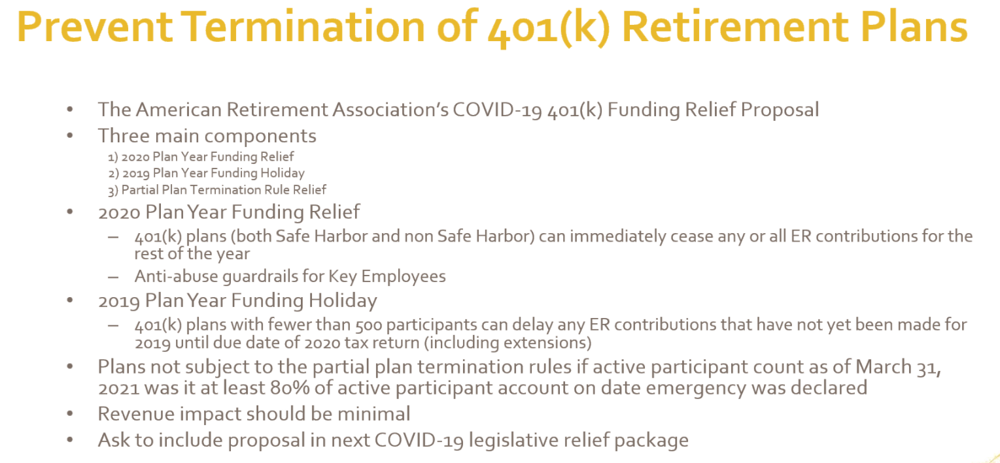 Prevent Termination of 401(k) Retirement Plans
• The American Retirement Association's COVID-19 401(k) Funding Relief Proposal
• Three main components
1) 2020 Plan Year Funding Relief
2) 2019 Plan Year Funding Holiday
3) Partial Plan Termination Rule Relief
• 2020 Plan Year Funding Relief
– 401(k) plans (both Safe Harbor and non Safe Harbor) can immediately cease any or all ER contributions for the
rest of the year
– Anti-abuse guardrails for Key Employees
• 2019 Plan Year Funding Holiday
– 401(k) plans with fewer than 500 participants can delay any ER contributions that have not yet been made for
2019 until due date of 2020 tax return (including extensions)
• Plans not subject to the partial plan termination rules if active participant count as of March 31,
2021 was it at least 80% of active participant account on date emergency was declared
• Revenue impact should be minimal
• Ask to include proposal in next COVID-19 legislative relief package